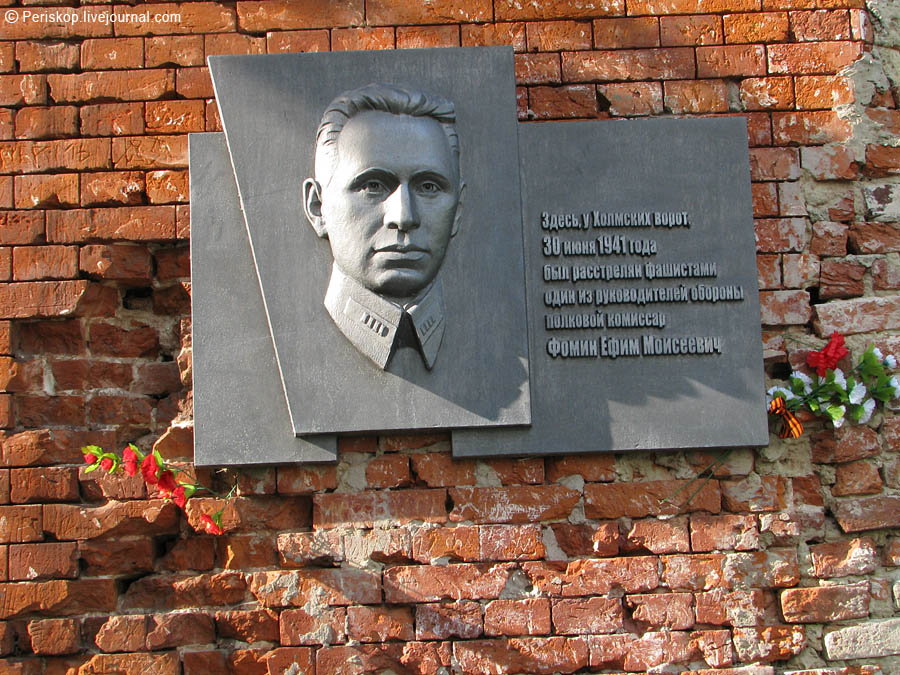 © Periskop.livejournal.com
Здесь, у Холмских ворот,
30 июня 1941 года
был расстрелян фашистами
один из руководителей обороны
полковой комиссар
Фомин Ефим Моисеевич